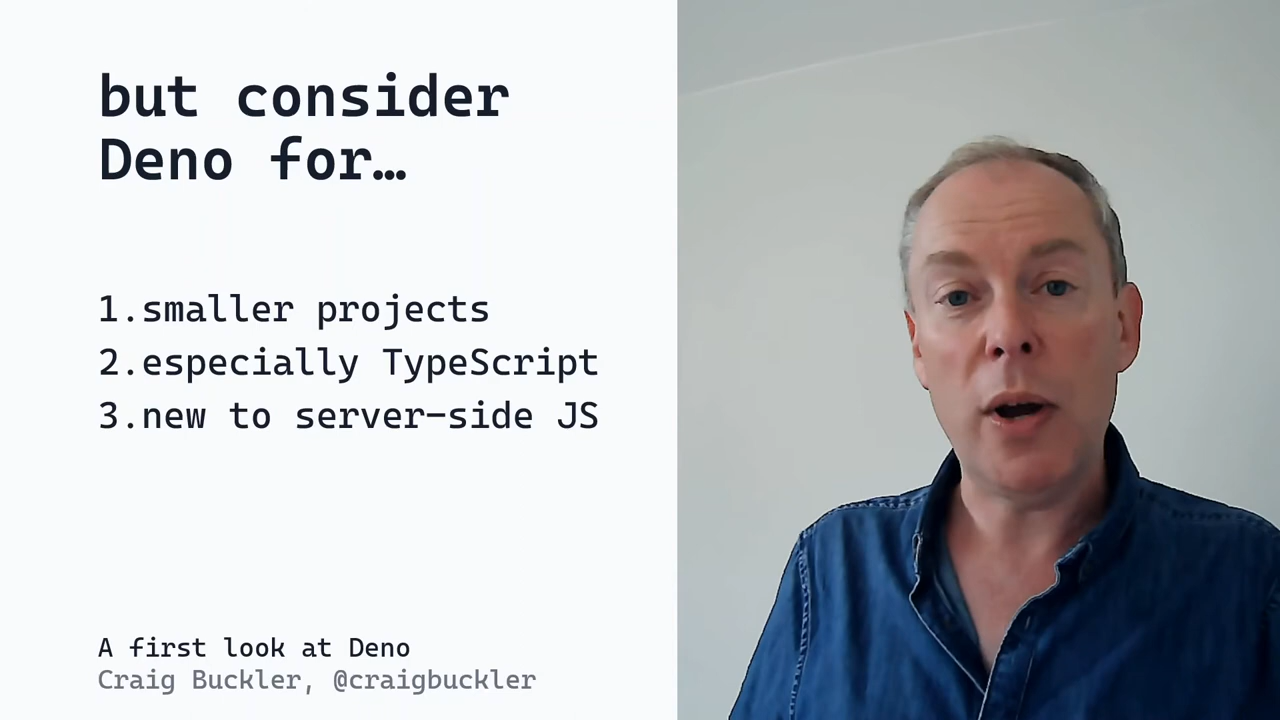 but consider
Deno for…
1.smaller projects
2.especially TypeScript
3.new to server-side JS
A first look at Deno
Craig Buckler, @craigbuckler